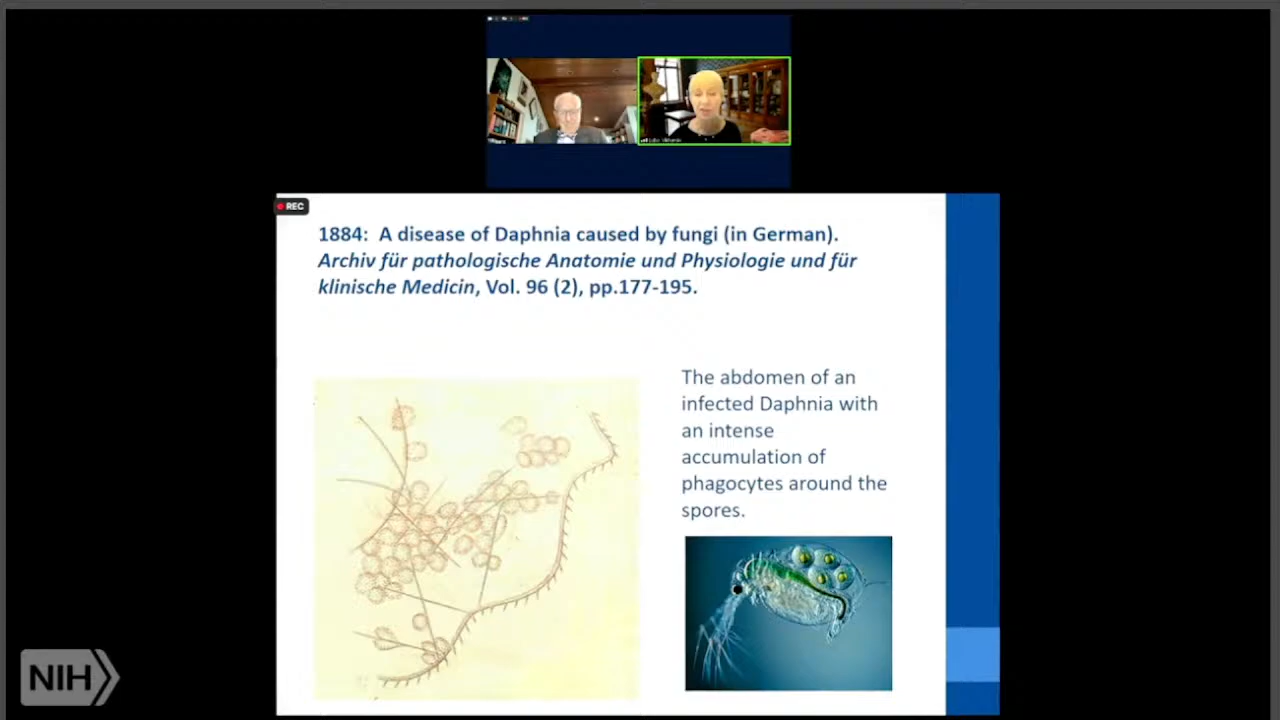 REC
1884: A disease of Daphnia caused by fungi (in German).
Archiv für pathologische Anatomie und Physiologie und für
klinische Medicin, Vol. 96 (2), pp.177-195.
The abdomen of an
infected Daphnia with
an intense
accumulation of
phagocytes around the
spores.
NIH